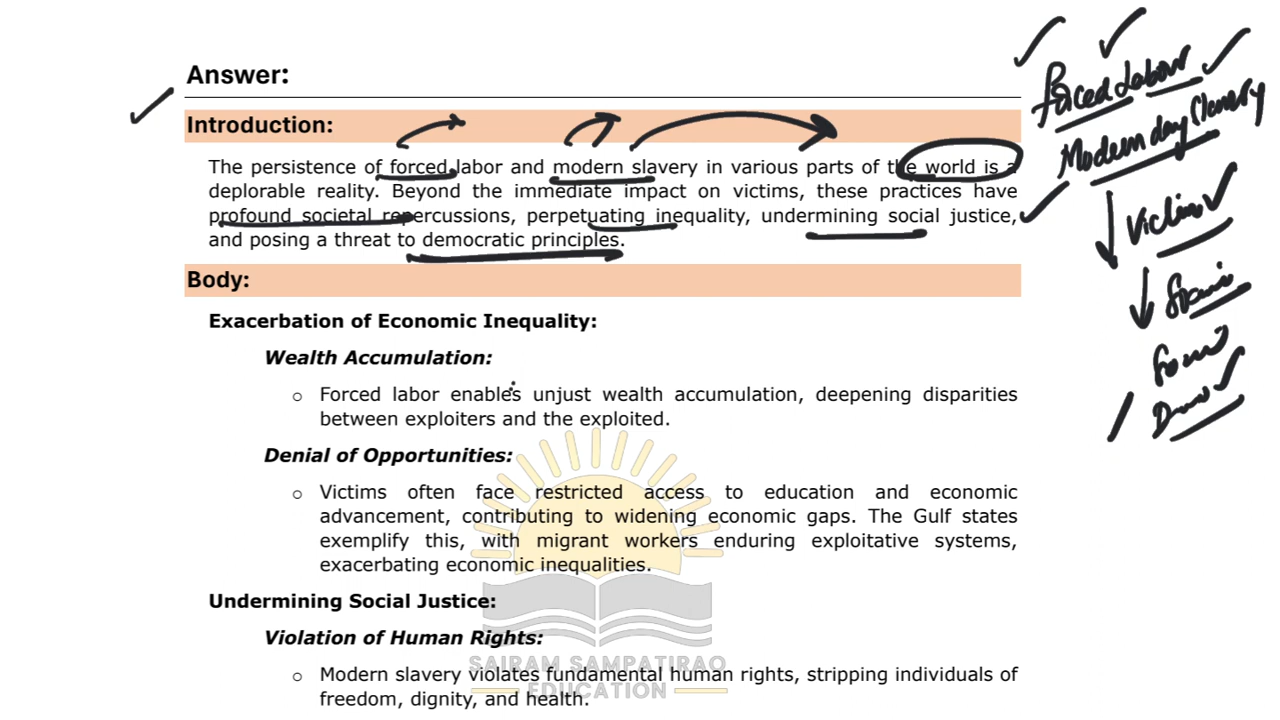 Answer:
Introduction:
The persistence of forced labor and modern slavery in various parts of the world is a
deplorable reality. Beyond the immediate impact on victims, these practices have
profound societal repercussions, perpetuating inequality, undermining social justice,
and posing a threat to democratic principles.
Body:
Exacerbation of Economic Inequality:
Wealth Accumulation:
o Forced labor enables unjust wealth accumulation, deepening disparities
between exploiters and the exploited.
Denial of Opportunities:
o Victims often face restricted access to education and economic
advancement, contributing to widening economic gaps. The Gulf states
exemplify this, with migrant workers enduring exploitative systems,
exacerbating economic inequalities.
Undermining Social Justice:
Violation of Human Rights:
o Modern slavery violates fundamental human rights, stripping individuals of
freedom, dignity, and health.
SAIRAM SAMPATIRAO
EDUCATION
Forced Labour
Modern day Slavery
Victim